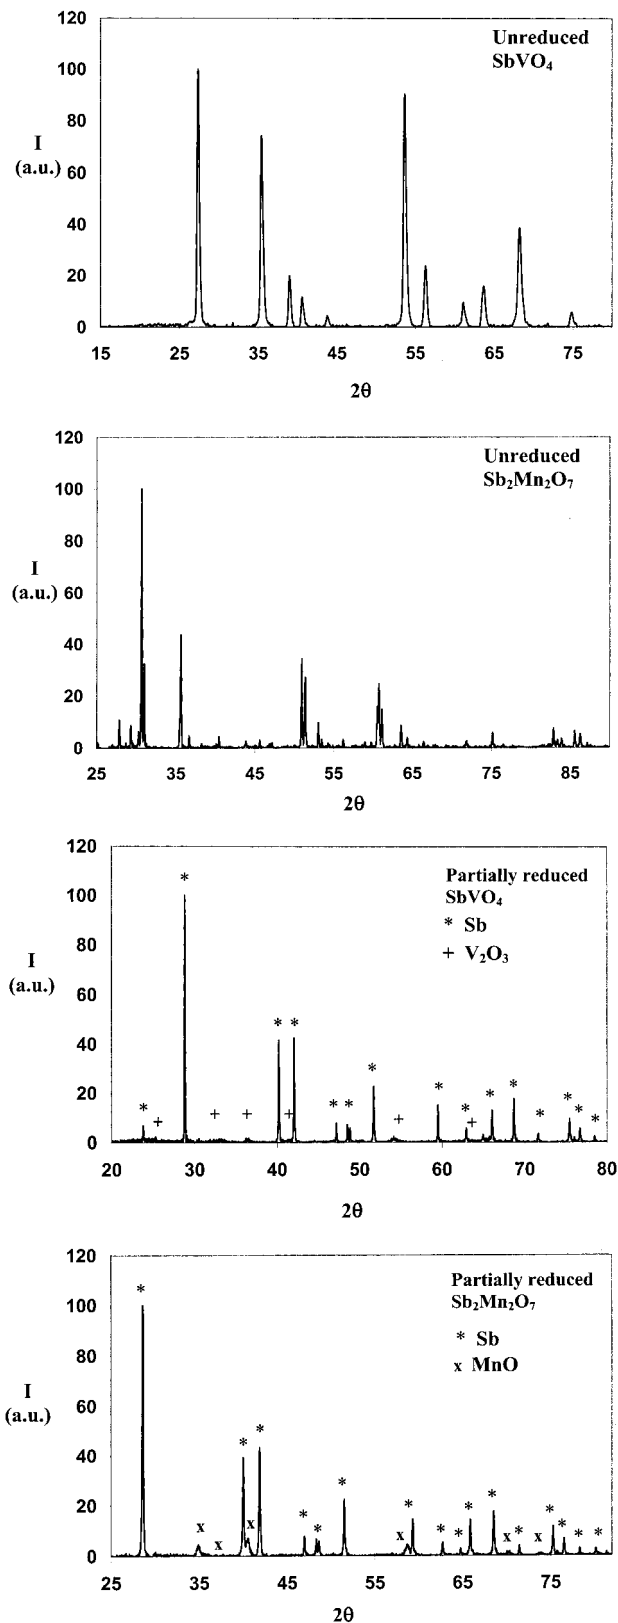 Unreduced
SbVO₄
120
100
80
I
(a.u.)
60
40
20
0
15 25 35 45 55 65 75
2θ
120
Unreduced
Sb₂Mn₂O₇
100
80
I
(a.u.)
60
40
20
0
25 35 45 55 65 75 85
2θ
120
Partially reduced
SbVO₄
* Sb
+ V₂O₃
100
80
I
(a.u.)
60
40
20
0
20 30 40 50 60 70 80
2θ
120
Partially reduced
Sb₂Mn₂O₇
* Sb
x MnO
100
80
I
(a.u.)
60
40
20
0
25 35 45 55 65 75
2θ